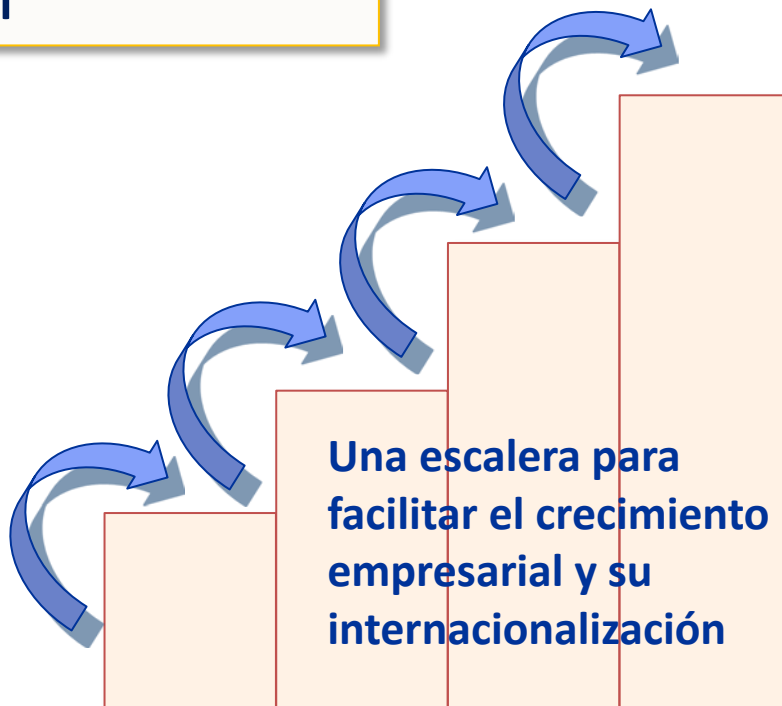 Una escalera para
facilitar el crecimiento
empresarial y su
internacionalización